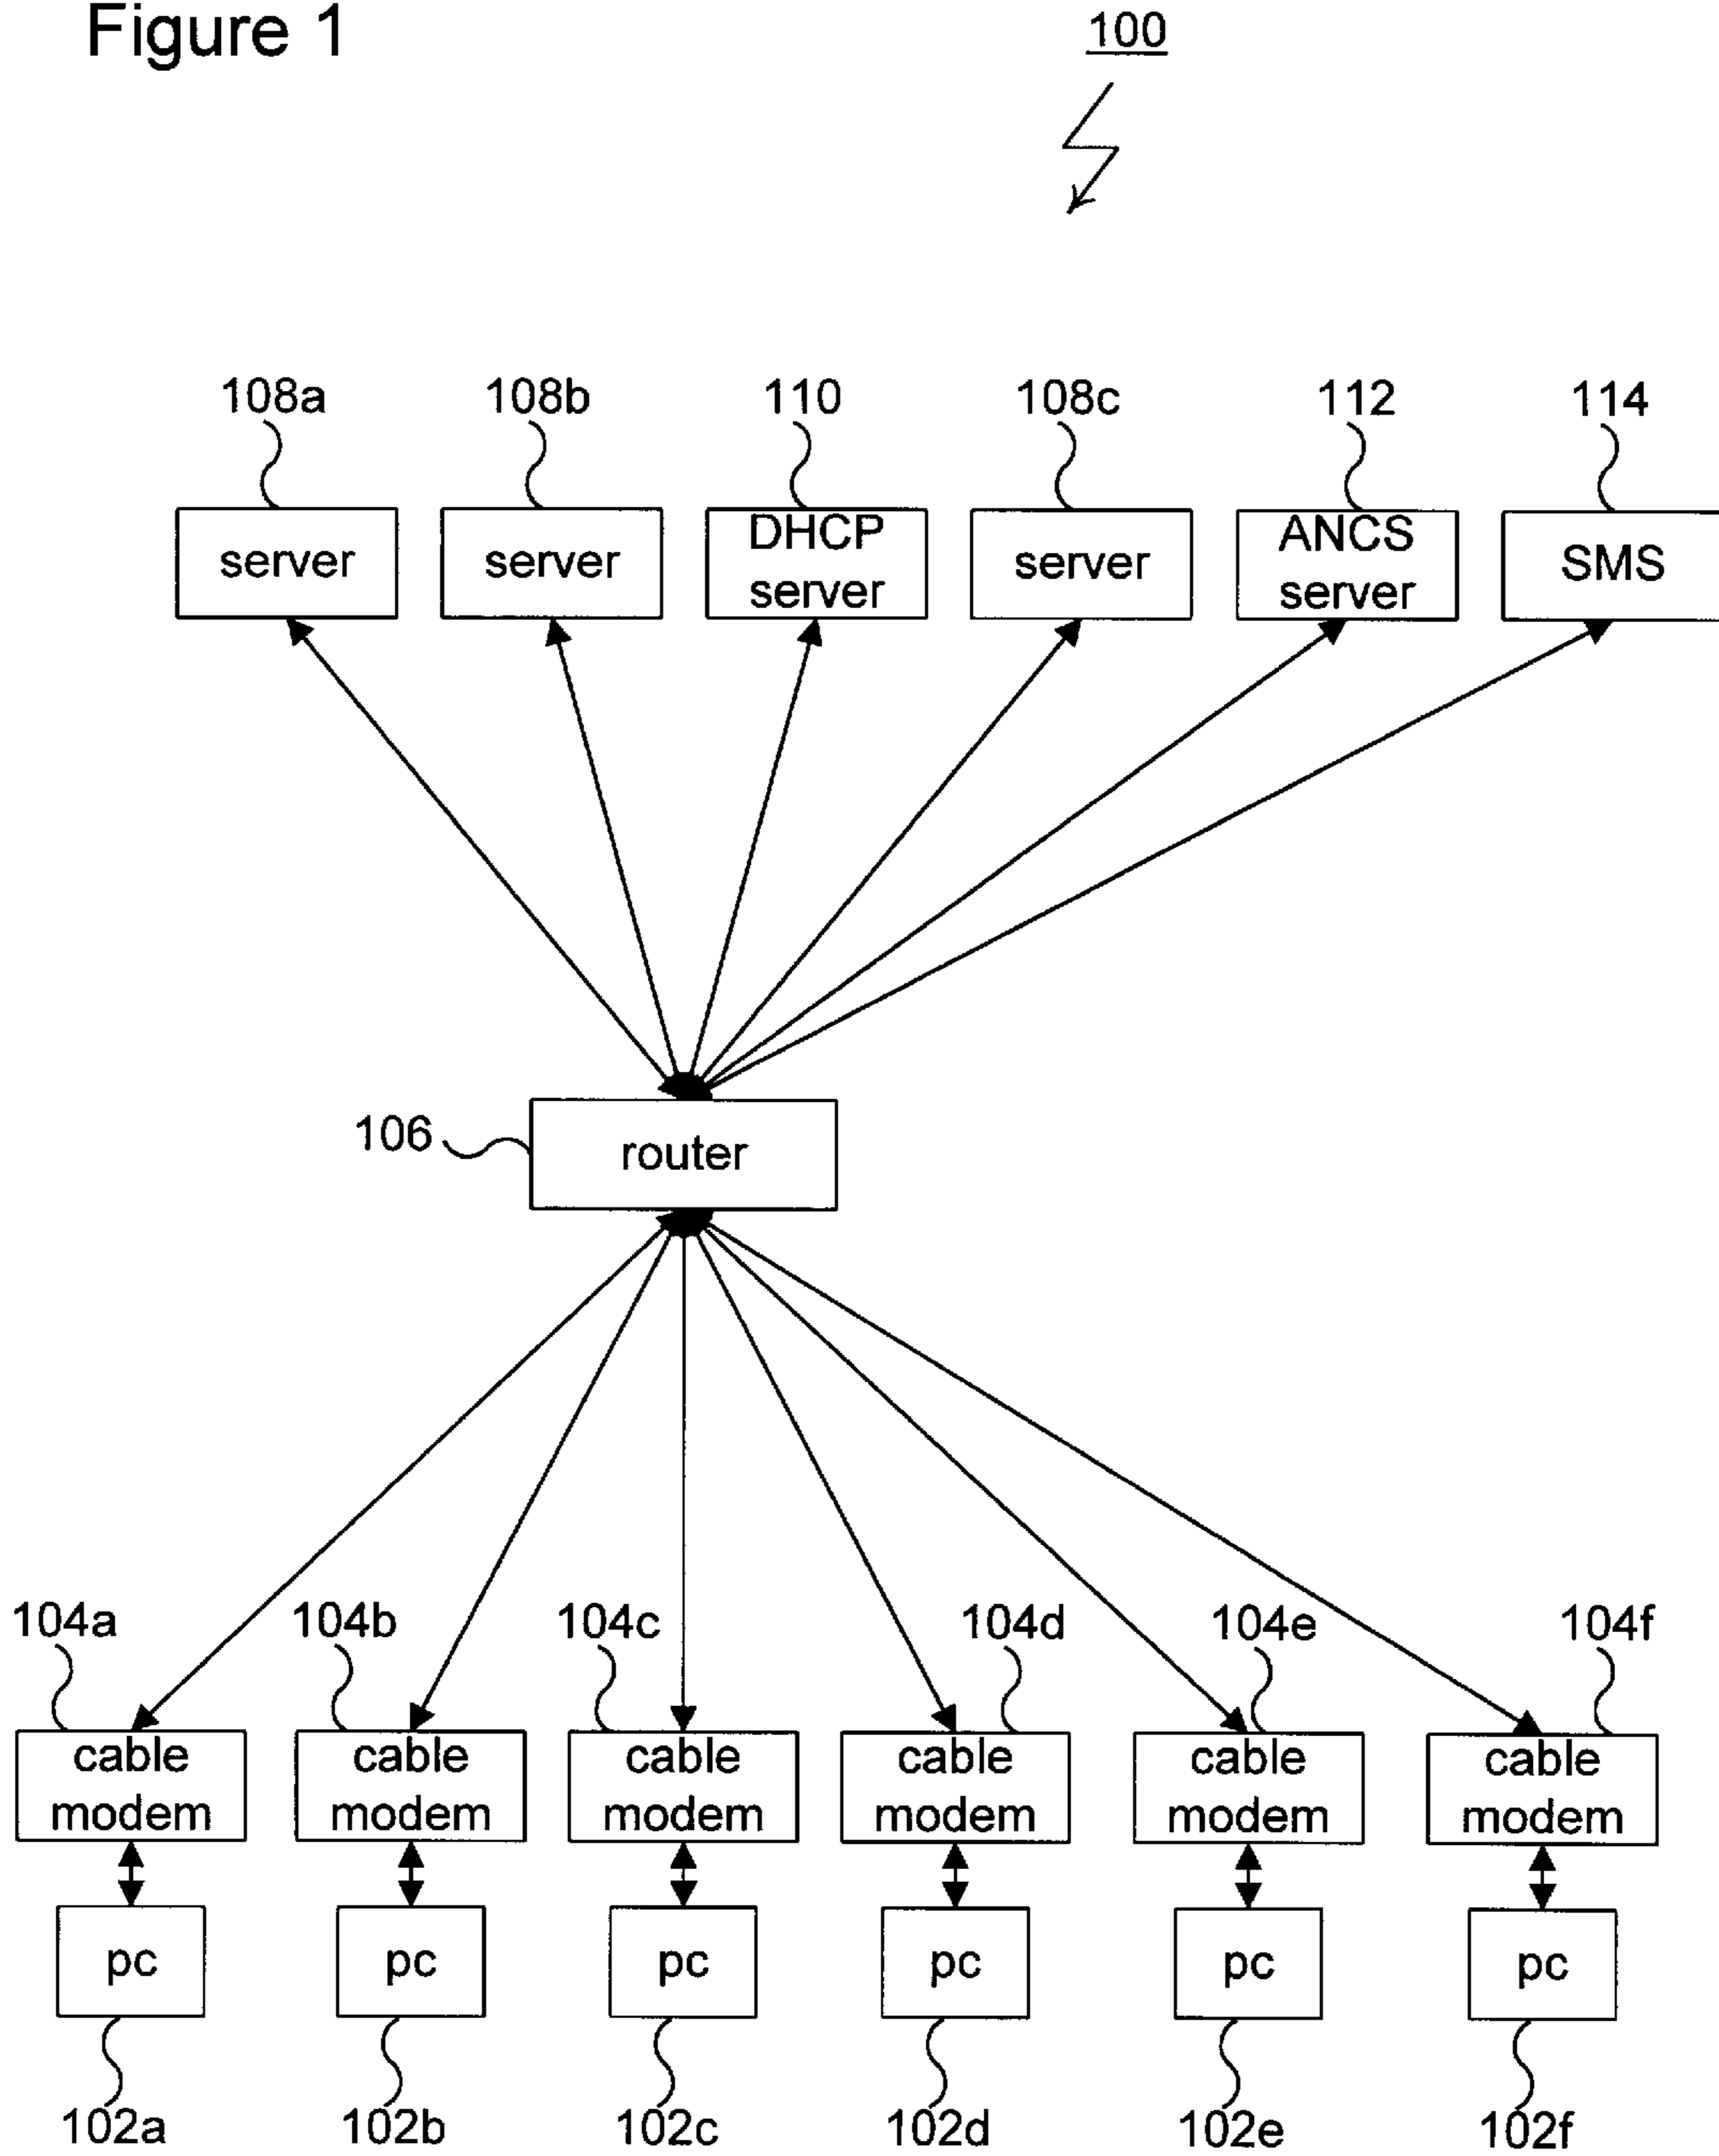 Figure 1
100
108a 108b 110 108c 112 114
server server DHCP server server ANCS server SMS
106 router
104a 104b 104c 104d 104e 104f
cable modem cable modem cable modem cable modem cable modem cable modem
pc pc pc pc pc pc
102a 102b 102c 102d 102e 102f